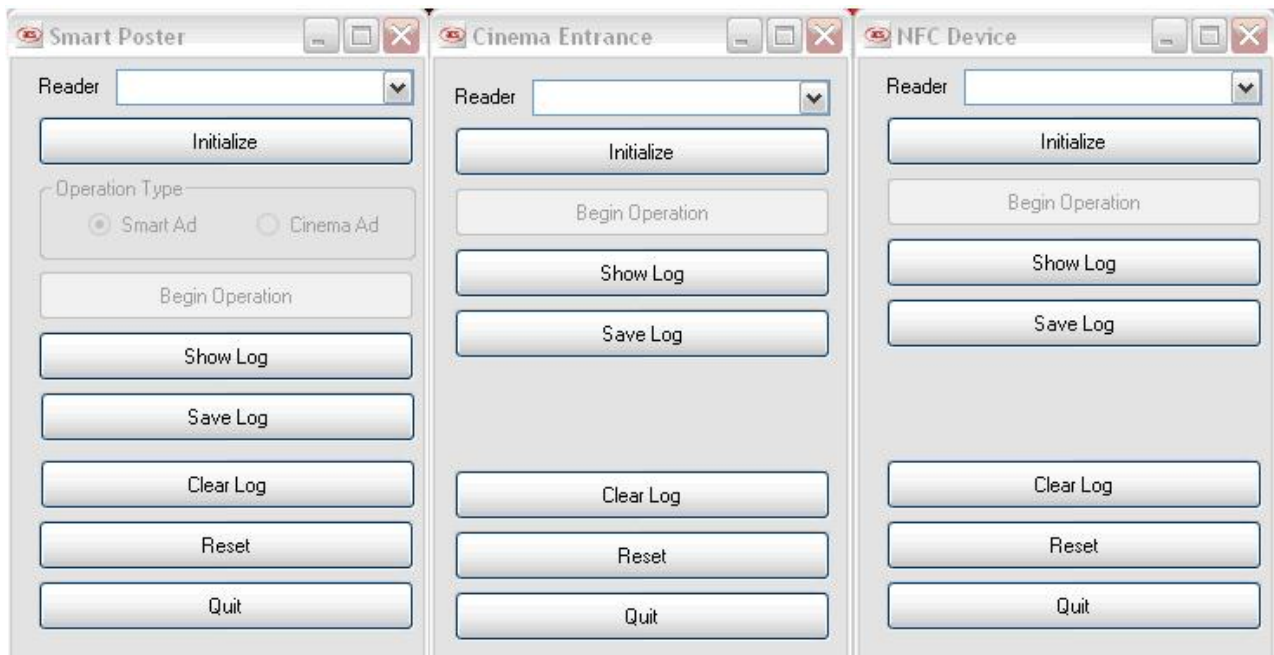 Smart Poster
Reader
Initialize
Operation Type
Smart Ad Cinema Ad
Begin Operation
Show Log
Save Log
Clear Log
Reset
Quit
Cinema Entrance
Reader
Initialize
Begin Operation
Show Log
Save Log
Clear Log
Reset
Quit
NFC Device
Reader
Initialize
Begin Operation
Show Log
Save Log
Clear Log
Reset
Quit